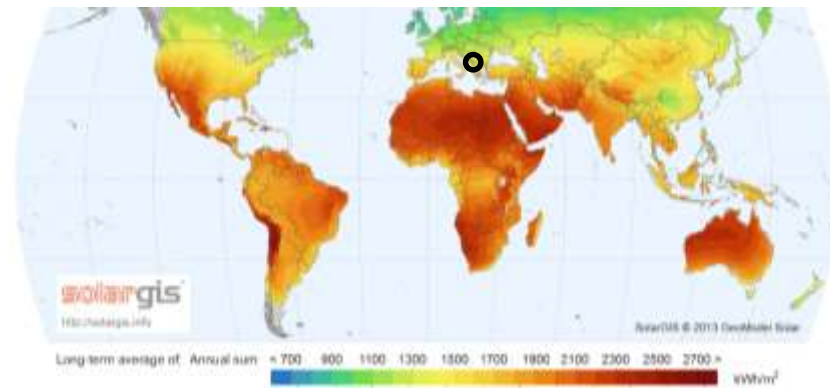 solargis
http://solargis.info
SolarGIS © 2013 GeoModel Solar
Long-term average of: Annual sum < 700 900 1100 1300 1500 1700 1900 2100 2300 2500 2700 >
kWh/m²